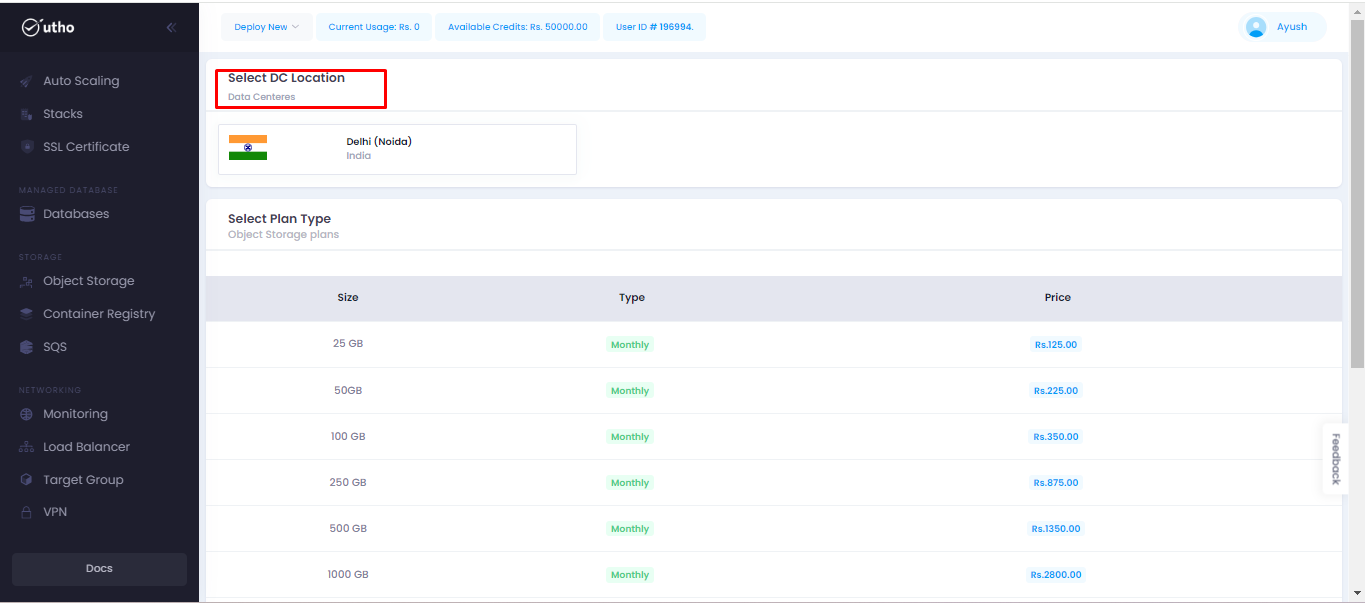 utho
Deploy New
Current Usage: Rs. 0
Available Credits: Rs. 50000.00
User ID # 196994.
Ayush
Auto Scaling
Stacks
SSL Certificate
MANAGED DATABASE
Databases
STORAGE
Object Storage
Container Registry
SQS
NETWORKING
Monitoring
Load Balancer
Target Group
VPN
Docs
Select DC Location
Data Centeres
Delhi (Noida)
India
Select Plan Type
Object Storage plans
Size Type Price
25 GB Monthly Rs.125.00
50GB Monthly Rs.225.00
100 GB Monthly Rs.350.00
250 GB Monthly Rs.875.00
500 GB Monthly Rs.1350.00
1000 GB Monthly Rs.2800.00
Feedback